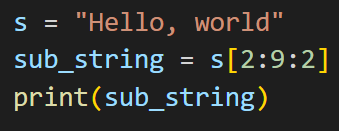 s = "Hello, world"
sub_string = s[2:9:2]
print(sub_string)